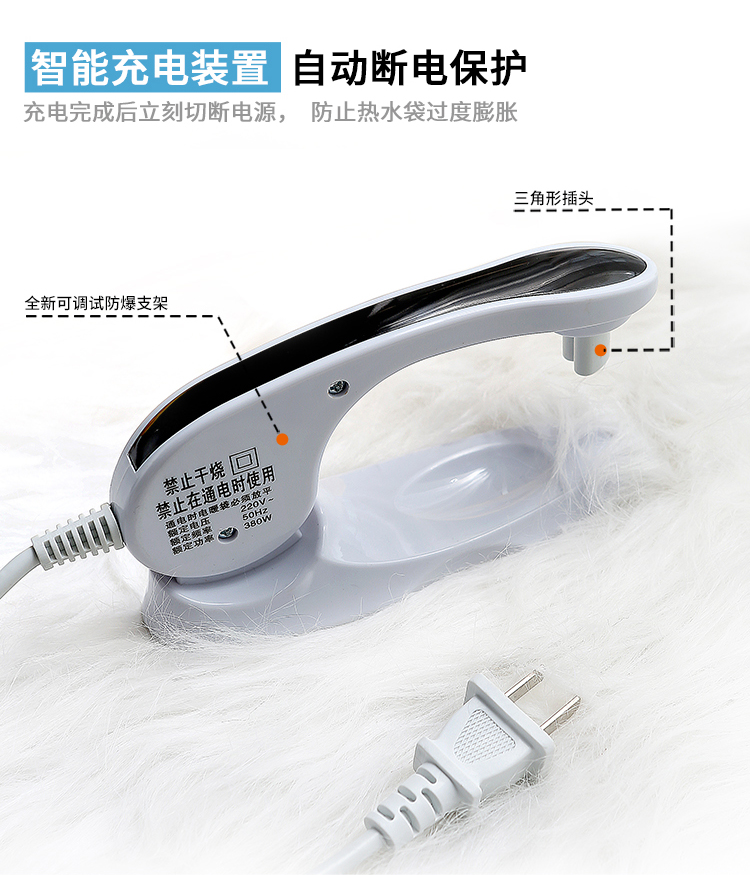 智能充电装置 自动断电保护
充电完成后立刻切断电源， 防止热水袋过度膨胀
三角形插头
全新可调试防爆支架
禁止干烧
禁止在通电时使用
通电时电暖袋必须放平
额定电压 220V~
额定频率 50Hz
额定功率 380W